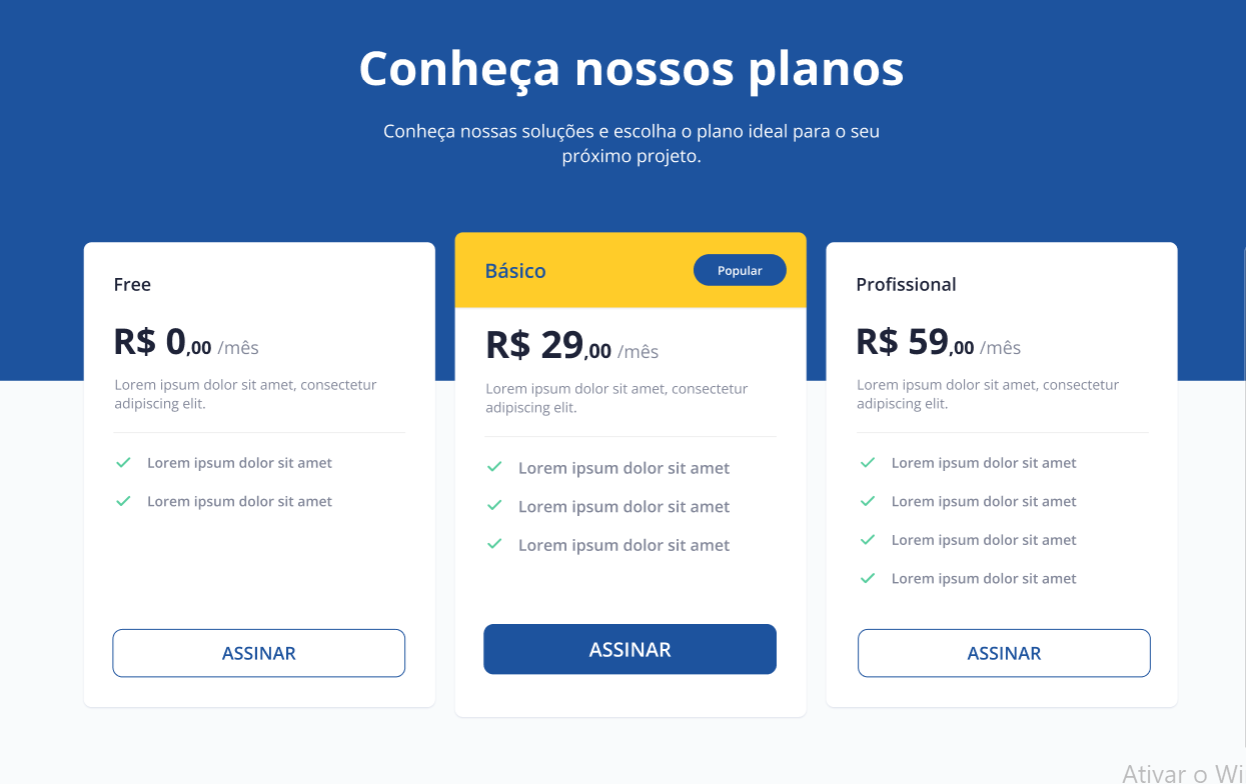 Conheça nossos planos
Conheça nossas soluções e escolha o plano ideal para o seu
próximo projeto.
Free
R$ 0,00 /mês
Lorem ipsum dolor sit amet, consectetur
adipiscing elit.
Lorem ipsum dolor sit amet
Lorem ipsum dolor sit amet
ASSINAR
Básico
Popular
R$ 29,00 /mês
Lorem ipsum dolor sit amet, consectetur
adipiscing elit.
Lorem ipsum dolor sit amet
Lorem ipsum dolor sit amet
Lorem ipsum dolor sit amet
ASSINAR
Profissional
R$ 59,00 /mês
Lorem ipsum dolor sit amet, consectetur
adipiscing elit.
Lorem ipsum dolor sit amet
Lorem ipsum dolor sit amet
Lorem ipsum dolor sit amet
Lorem ipsum dolor sit amet
ASSINAR
Ativar o Wi